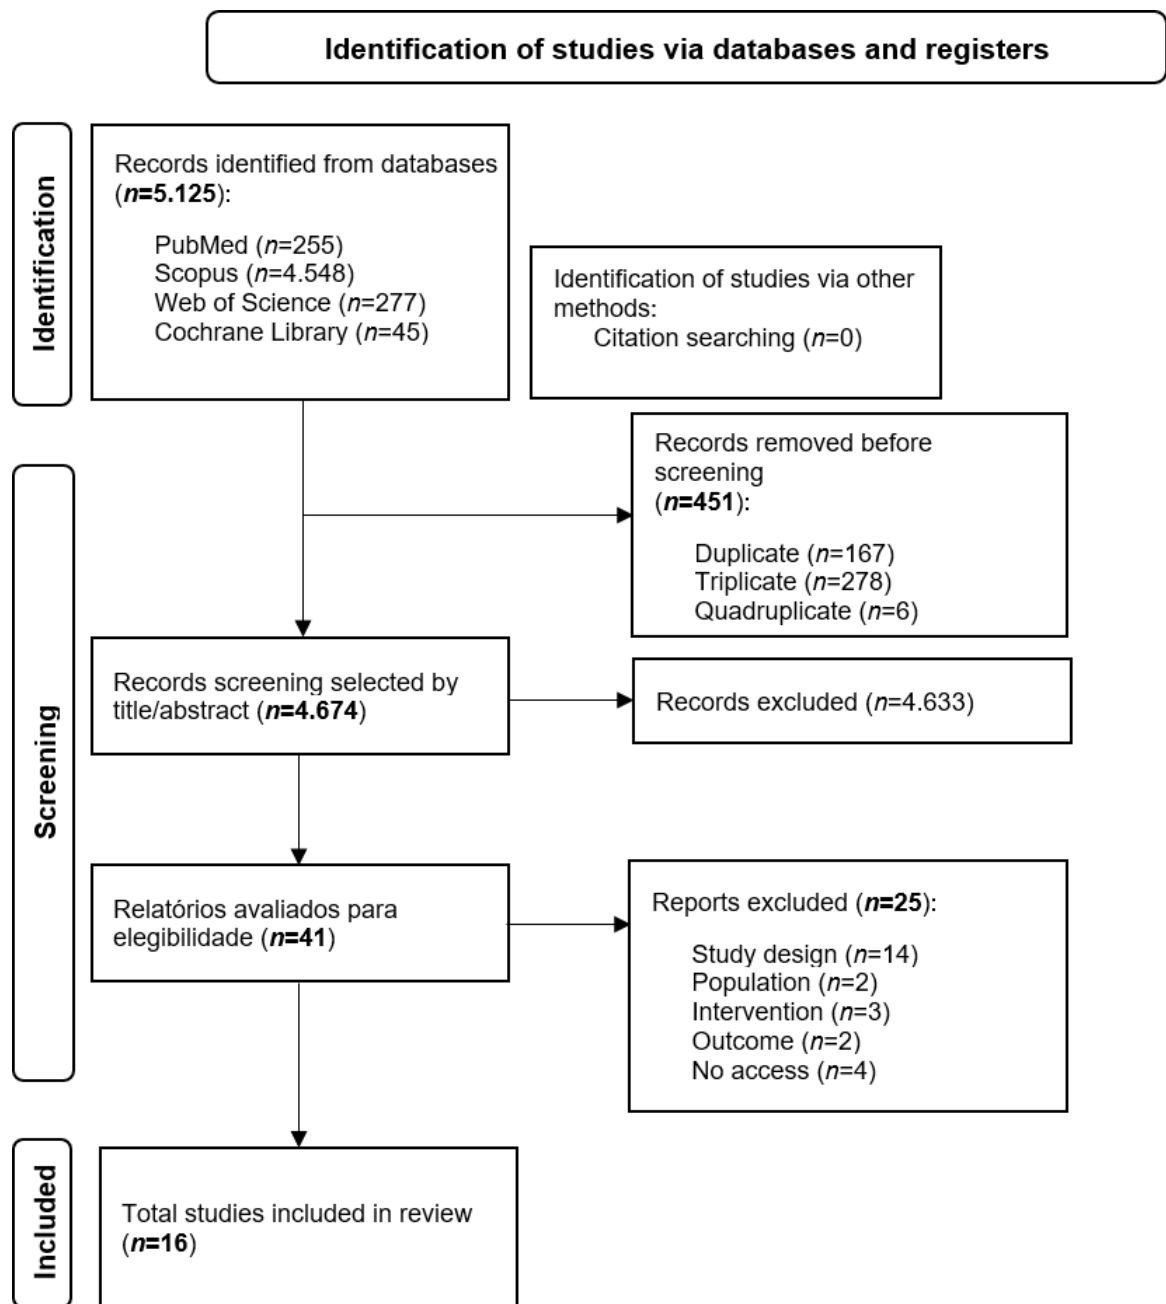 Identification of studies via databases and registers
Identification
Records identified from databases
(n=5.125):
PubMed (n=255)
Scopus (n=4.548)
Web of Science (n=277)
Cochrane Library (n=45)
Identification of studies via other
methods:
Citation searching (n=0)
Screening
Records removed before
screening
(n=451):
Duplicate (n=167)
Triplicate (n=278)
Quadruplicate (n=6)
Records screening selected by
title/abstract (n=4.674)
Records excluded (n=4.633)
Relatórios avaliados para
elegibilidade (n=41)
Reports excluded (n=25):
Study design (n=14)
Population (n=2)
Intervention (n=3)
Outcome (n=2)
No access (n=4)
Included
Total studies included in review
(n=16)